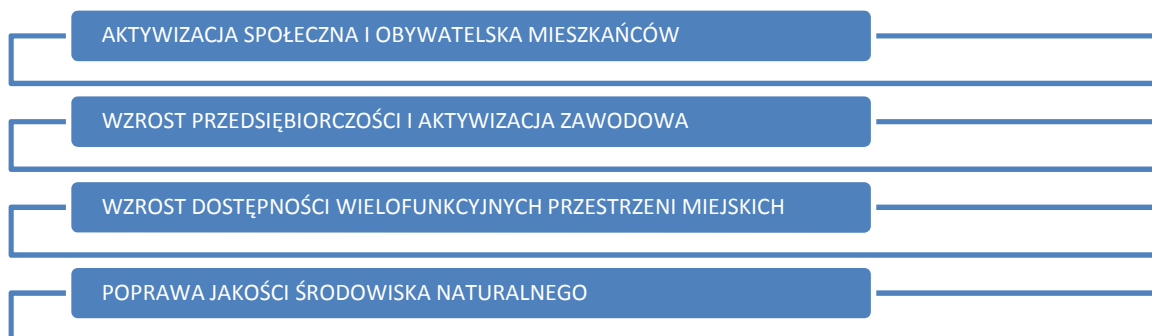 AKTYWIZACJA SPOŁECZNA I OBYWATELSKA MIESZKAŃCÓW
WZROST PRZEDSIĘBIORCZOŚCI I AKTYWIZACJA ZAWODOWA
WZROST DOSTĘPNOŚCI WIELOFUNKCYJNYCH PRZESTRZENI MIEJSKICH
POPRAWA JAKOŚCI ŚRODOWISKA NATURALNEGO